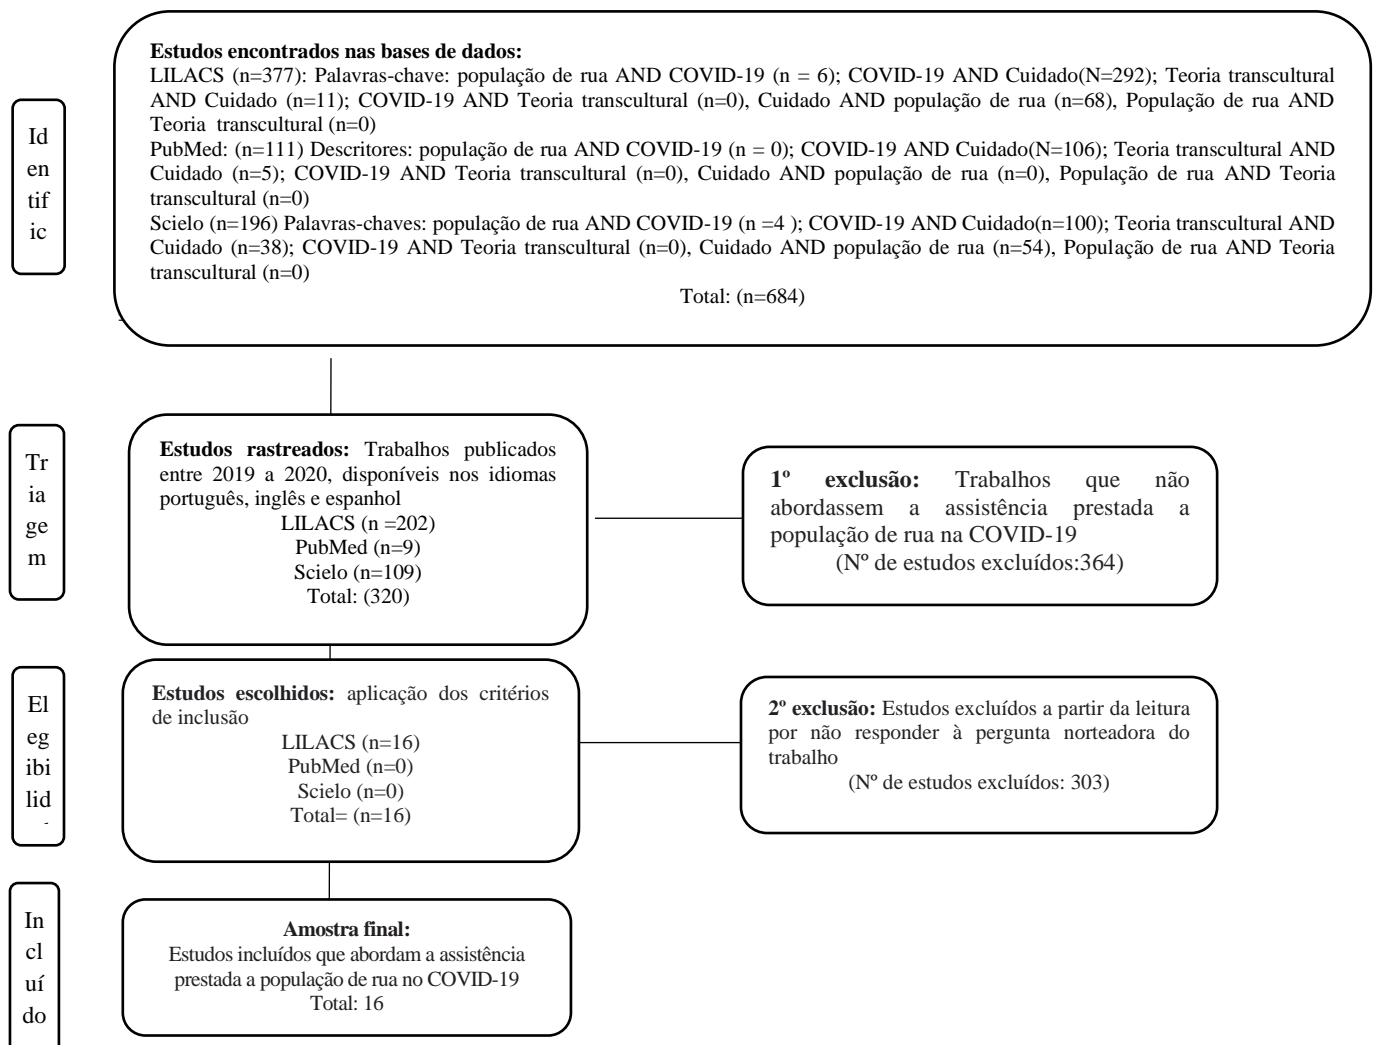 Estudos encontrados nas bases de dados:
LILACS (n=377): Palavras-chave: população de rua AND COVID-19 (n = 6); COVID-19 AND Cuidado(N=292); Teoria transcultural
AND Cuidado (n=11); COVID-19 AND Teoria transcultural (n=0), Cuidado AND população de rua (n=68), População de rua AND
Teoria transcultural (n=0)
PubMed: (n=111) Descritores: população de rua AND COVID-19 (n = 0); COVID-19 AND Cuidado(N=106); Teoria transcultural AND
Cuidado (n=5); COVID-19 AND Teoria transcultural (n=0), Cuidado AND população de rua (n=0), População de rua AND Teoria
transcultural (n=0)
Scielo (n=196) Palavras-chaves: população de rua AND COVID-19 (n =4 ); COVID-19 AND Cuidado(n=100); Teoria transcultural AND
Cuidado (n=38); COVID-19 AND Teoria transcultural (n=0), Cuidado AND população de rua (n=54), População de rua AND Teoria
transcultural (n=0)
Total: (n=684)
Id
en
tif
ic
Tr
ia
ge
m
Estudos rastreados: Trabalhos publicados
entre 2019 a 2020, disponíveis nos idiomas
português, inglês e espanhol
LILACS (n =202)
PubMed (n=9)
Scielo (n=109)
Total: (320)
1º exclusão: Trabalhos que não
abordassem a assistência prestada a
população de rua na COVID-19
(Nº de estudos excluídos:364)
El
eg
ibi
lid
Estudos escolhidos: aplicação dos critérios
de inclusão
LILACS (n=16)
PubMed (n=0)
Scielo (n=0)
Total= (n=16)
2º exclusão: Estudos excluídos a partir da leitura
por não responder à pergunta norteadora do
trabalho
(Nº de estudos excluídos: 303)
In
cl
uí
do
Amostra final:
Estudos incluídos que abordam a assistência
prestada a população de rua no COVID-19
Total: 16